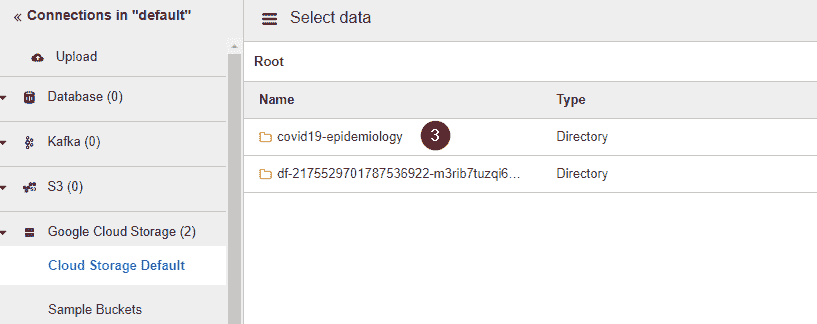 « Connections in "default"
Upload
Database (0)
Kafka (0)
S3 (0)
Google Cloud Storage (2)
Cloud Storage Default
Sample Buckets
Select data
Root
Name Type
covid19-epidemiology 3 Directory
df-2175529701787536922-m3rib7tuzqi6... Directory